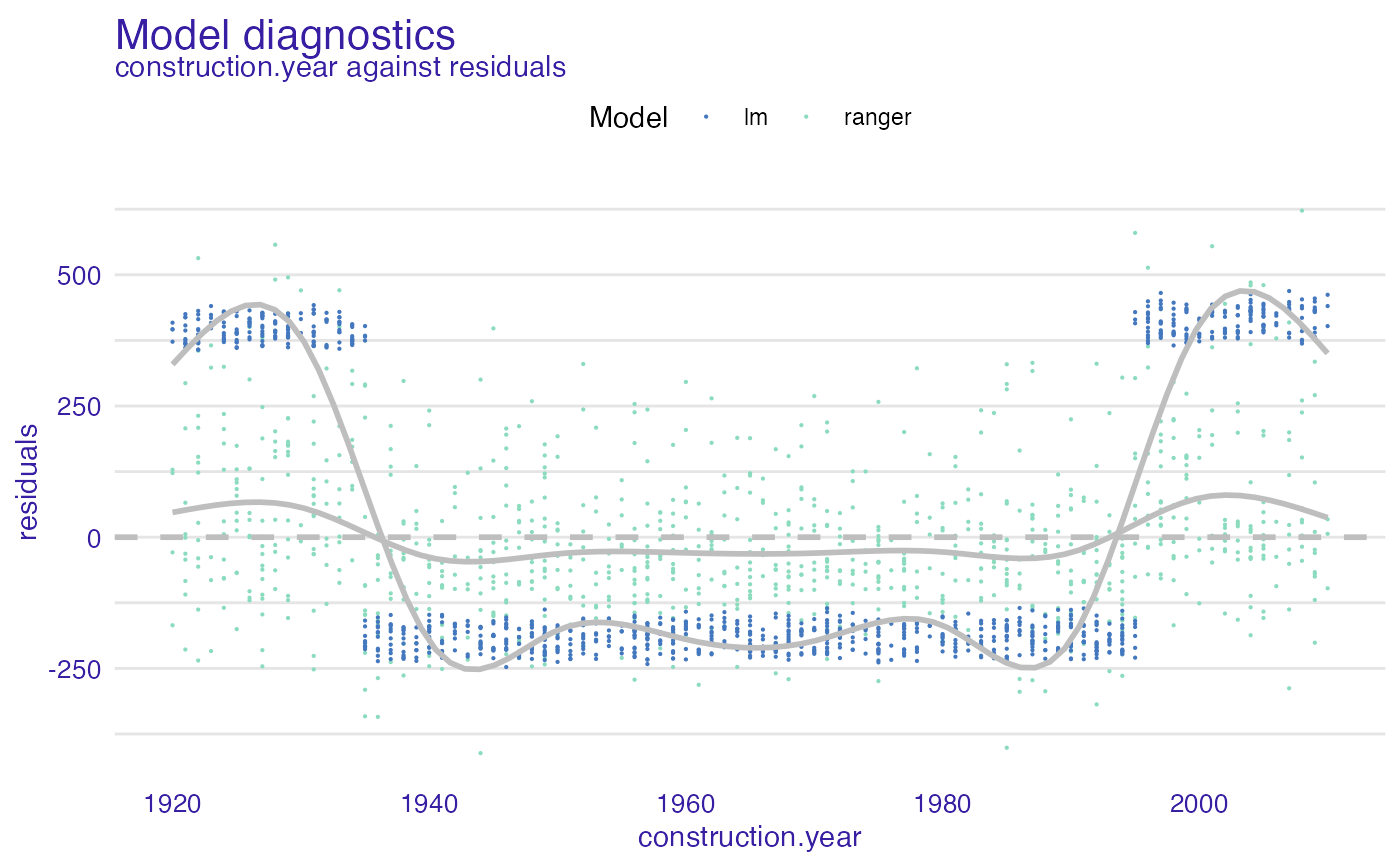 Model diagnostics
construction.year against residuals
Model lm ranger
residuals
500
250
0
-250
1920 1940 1960 1980 2000
construction.year